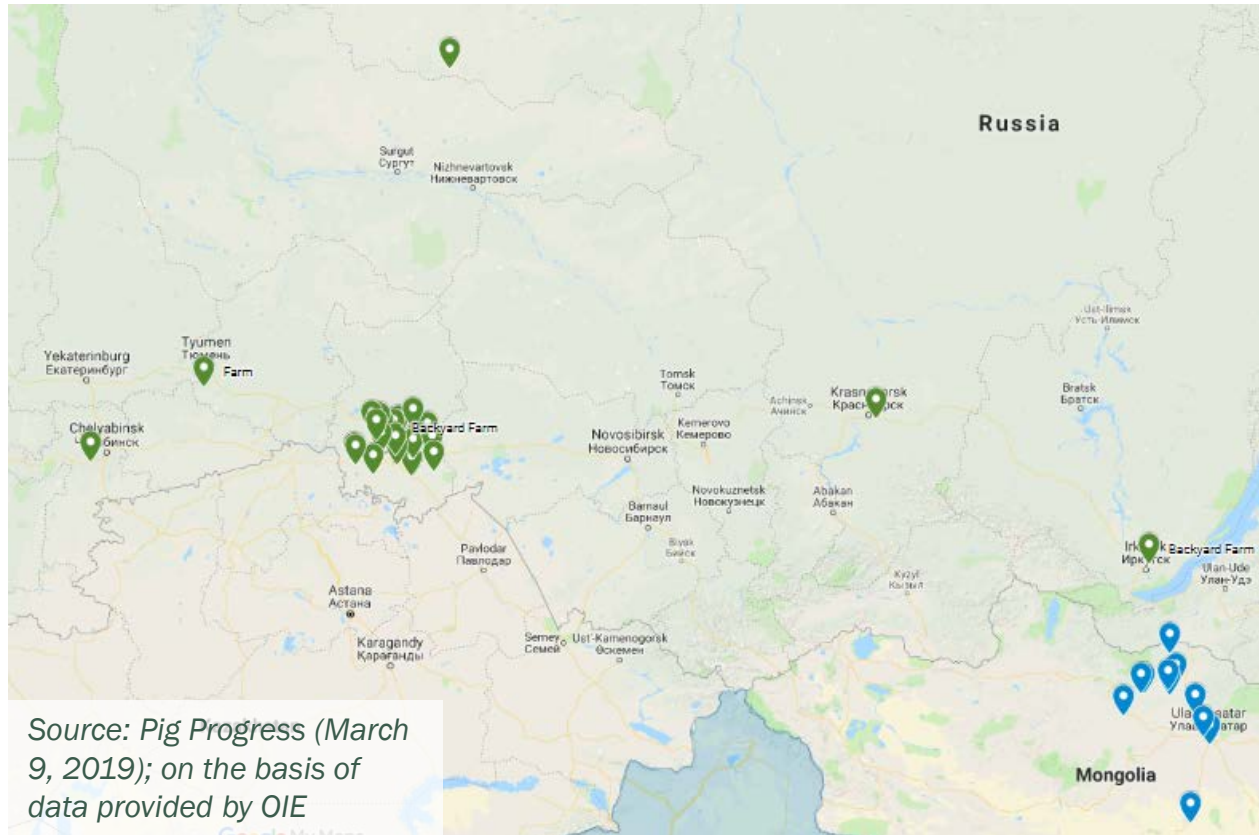 Russia
Surgut
Сургут
Nizhnevartovsk
Нижневартовск
Ust-Ilimsk
Усть-Илимск
Tyumen
Тюмень
Farm
Yekaterinburg
Екатеринбург
Tomsk
Томск
Achinsk
Ачинск
Bratsk
Братск
Chelyabinsk
Backyard Farm
Novosibirsk
Новосибирск
Kemerovo
Кемерово
Novokuznetsk
Новокузнецк
Abakan
Абакан
Barnaul
Барнаул
Biysk
Бийск
Pavlodar
Павлодар
Kyzyl
Кызыл
Backyard Farm
Ulan-Ude
Улан-Удэ
Astana
Астана
Semey
Семей
Ust'-Kamenogorsk
Өскемен
Karagandy
Қарағанды
Mongolia
Source: Pig Progress (March
9, 2019); on the basis of
data provided by OIE